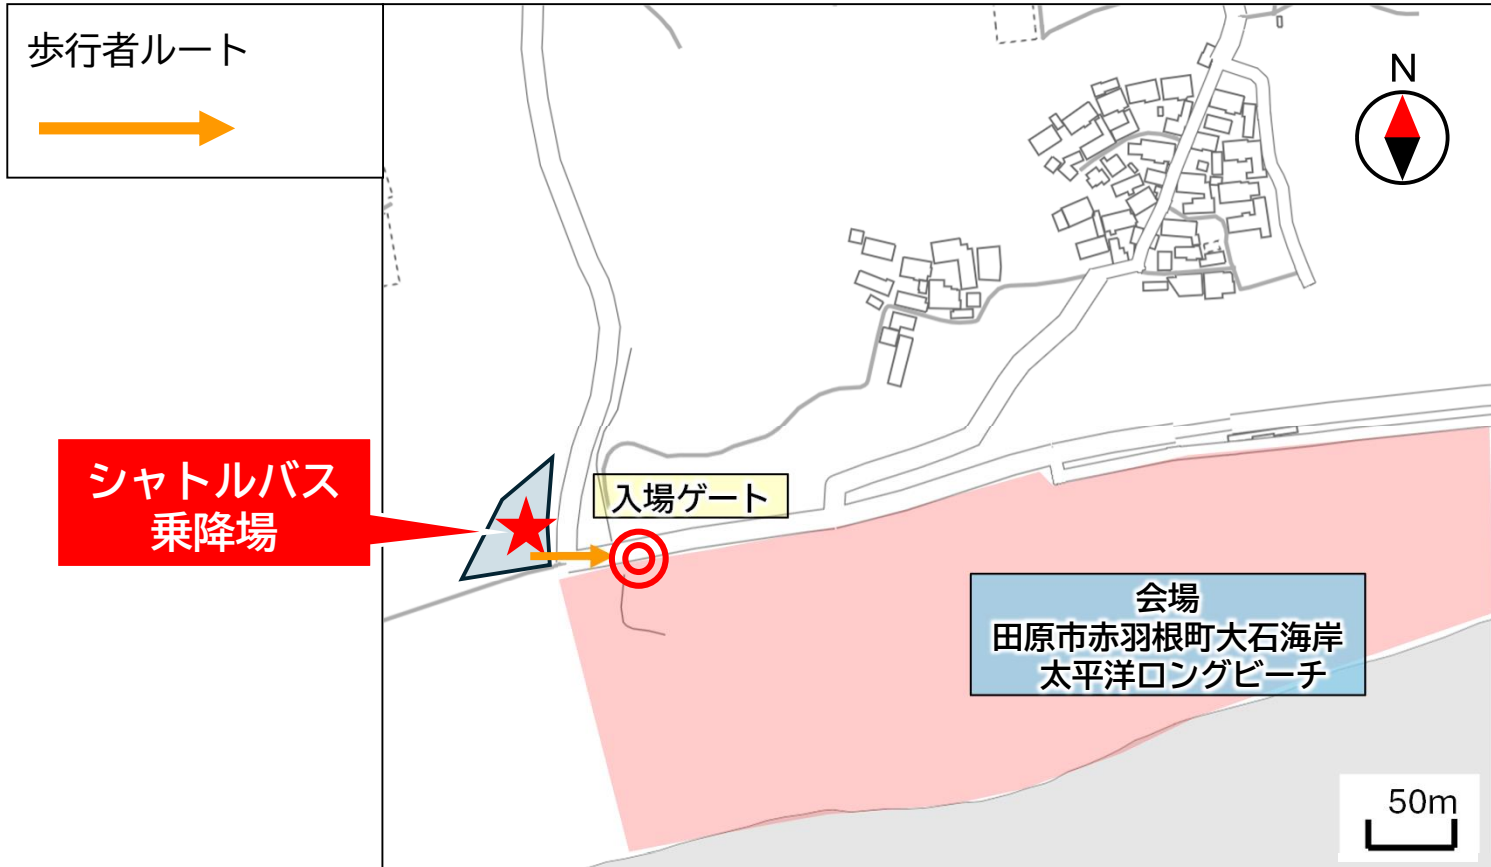 歩行者ルート
N
シャトルバス
乗降場
入場ゲート
会場
田原市赤羽根町大石海岸
太平洋ロングビーチ
50m